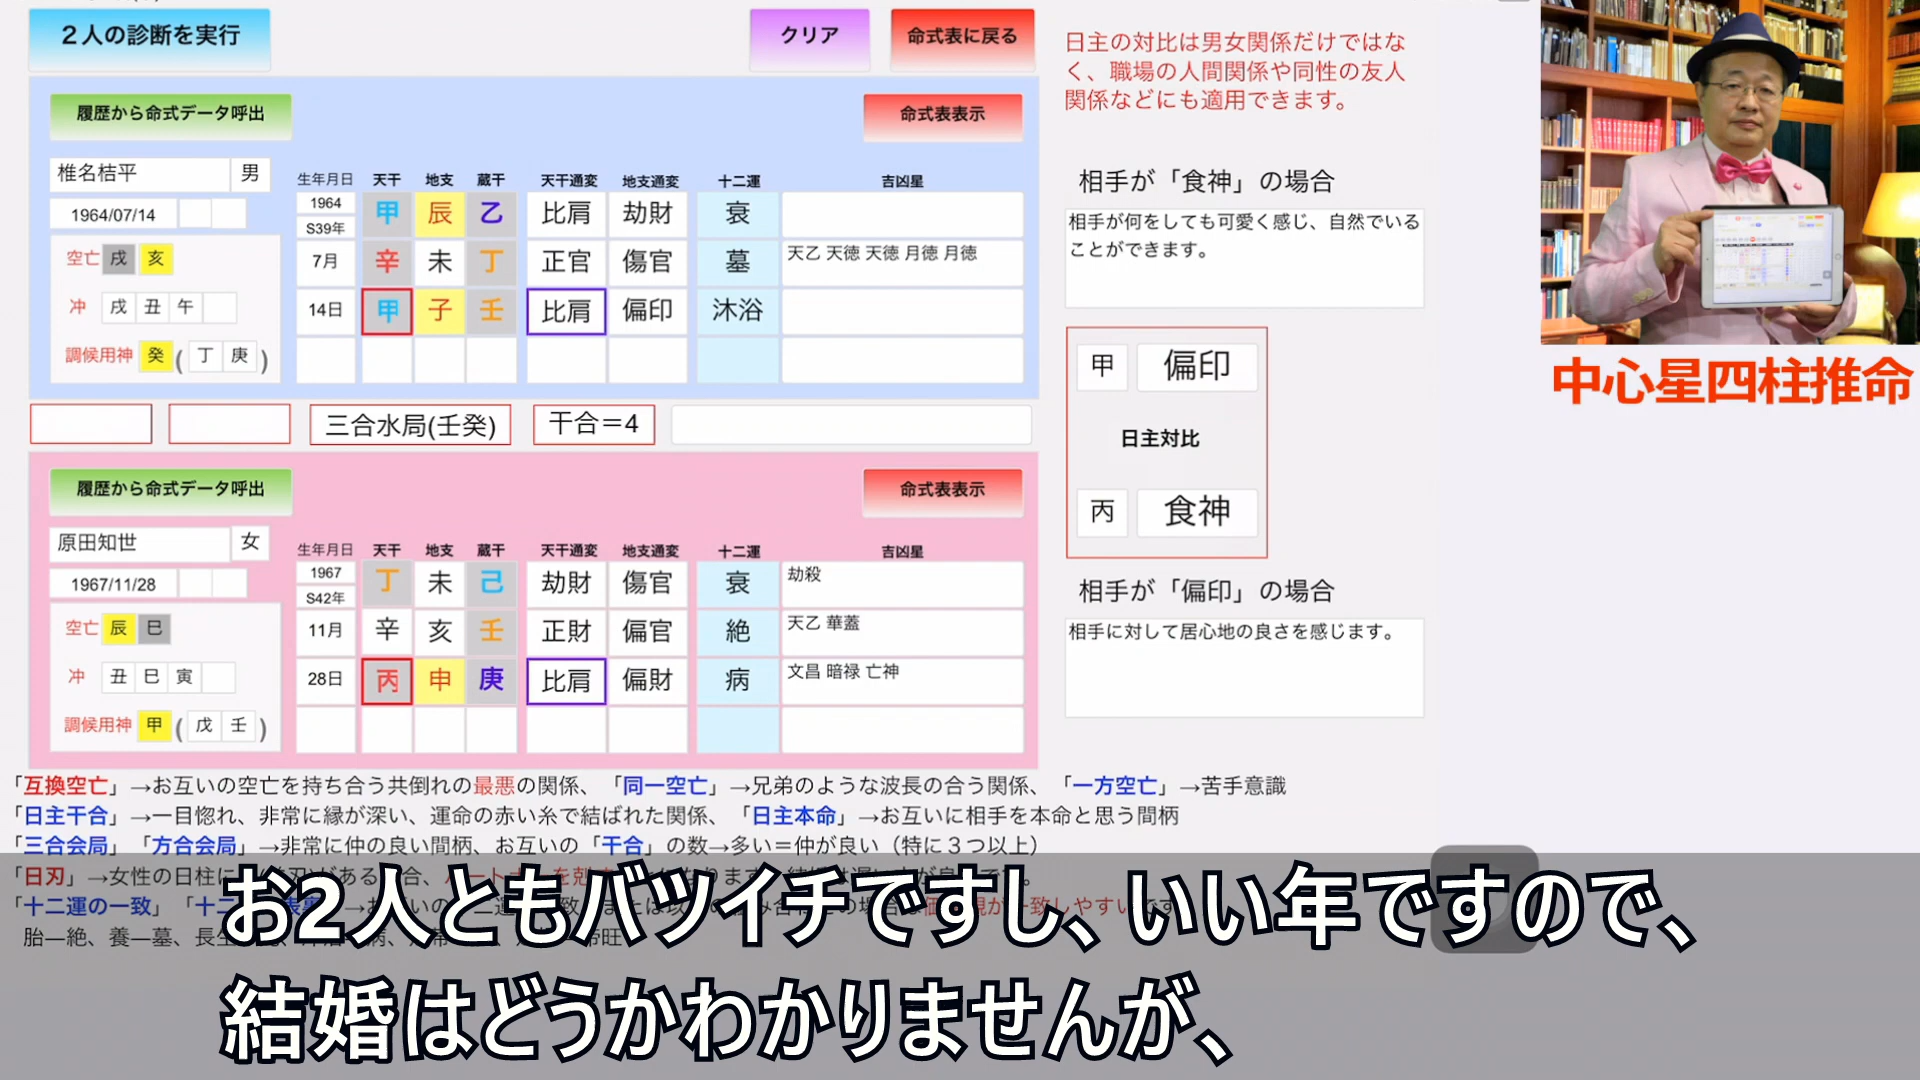 ２人の診断を実行
クリア
命式表に戻る
日主の対比は男女関係だけではな
く、職場の人間関係や同性の友人
関係などにも適用できます。
履歴から命式データ呼出
命式表表示
椎名桔平 男
1964/07/14
空亡 戌 亥
冲 戌 丑 午
調候用神 癸 ( 丁 庚 )
生年月日 天干 地支 蔵干 天干通変 地支通変 十二運 吉凶星
1964 S39年 甲 辰 乙 比肩 劫財 衰
7月 辛 未 丁 正官 傷官 墓 天乙 天徳 天徳 月徳 月徳
14日 甲 子 壬 比肩 偏印 沐浴
三合水局(壬癸)
干合＝4
履歴から命式データ呼出
命式表表示
原田知世 女
1967/11/28
空亡 辰 巳
冲 丑 巳 寅
調候用神 甲 ( 戊 壬 )
生年月日 天干 地支 蔵干 天干通変 地支通変 十二運 吉凶星
1967 S42年 丁 未 己 劫財 傷官 衰 劫殺
11月 辛 亥 壬 正財 偏官 絶 天乙 華蓋
28日 丙 申 庚 比肩 偏財 病 文昌 暗禄 亡神
相手が「食神」の場合
相手が何をしても可愛く感じ、自然でいる
ことができます。
甲 偏印
日主対比
丙 食神
相手が「偏印」の場合
相手に対して居心地の良さを感じます。
中心星四柱推命
「互換空亡」→お互いの空亡を持ち合う共倒れの最悪の関係、「同一空亡」→兄弟のような波長の合う関係、「一方空亡」→苦手意識
「日主干合」→一目惚れ、非常に縁が深い、運命の赤い糸で結ばれた関係、「日主本命」→お互いに相手を本命と思う間柄
「三合会局」「方合会局」→非常に仲の良い間柄、お互いの「干合」の数→多い＝仲が良い（特に３つ以上）
「日刃」→女性の日柱に
「十二運の一致」
胎―絶、養―墓、長生
お2人ともバツイチですし、いい年ですので、
結婚はどうかわかりませんが、